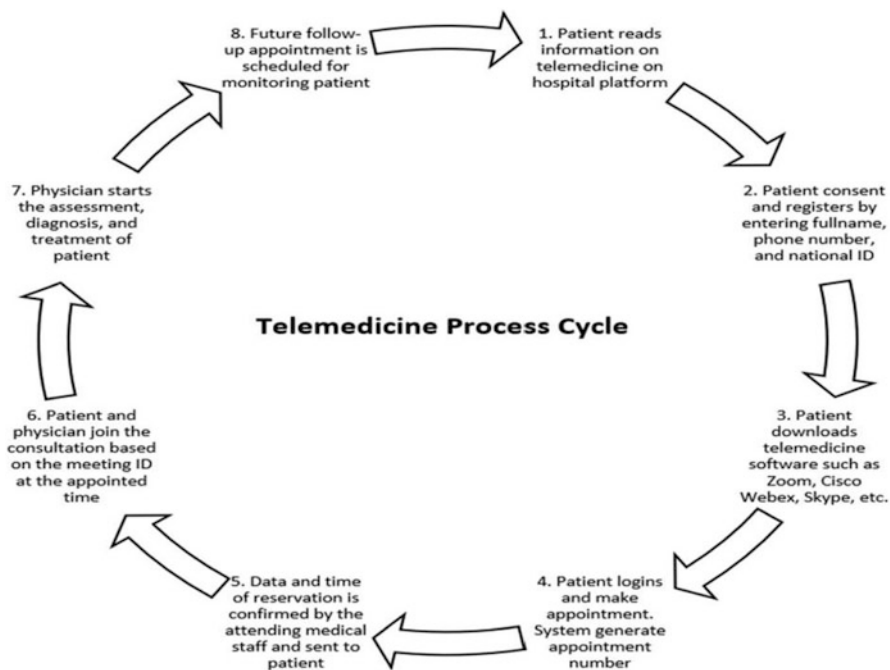 8. Future follow-
up appointment is
scheduled for
monitoring patient
1. Patient reads
information on
telemedicine on
hospital platform
2. Patient consent
and registers by
entering fullname,
phone number,
and national ID
3. Patient
downloads
telemedicine
software such as
Zoom, Cisco
Webex, Skype, etc.
4. Patient logins
and make
appointment.
System generate
appointment
number
5. Data and time
of reservation is
confirmed by the
attending medical
staff and sent to
patient
6. Patient and
physician join the
consultation based
on the meeting ID
at the appointed
time
7. Physician starts
the assessment,
diagnosis, and
treatment of
patient
Telemedicine Process Cycle